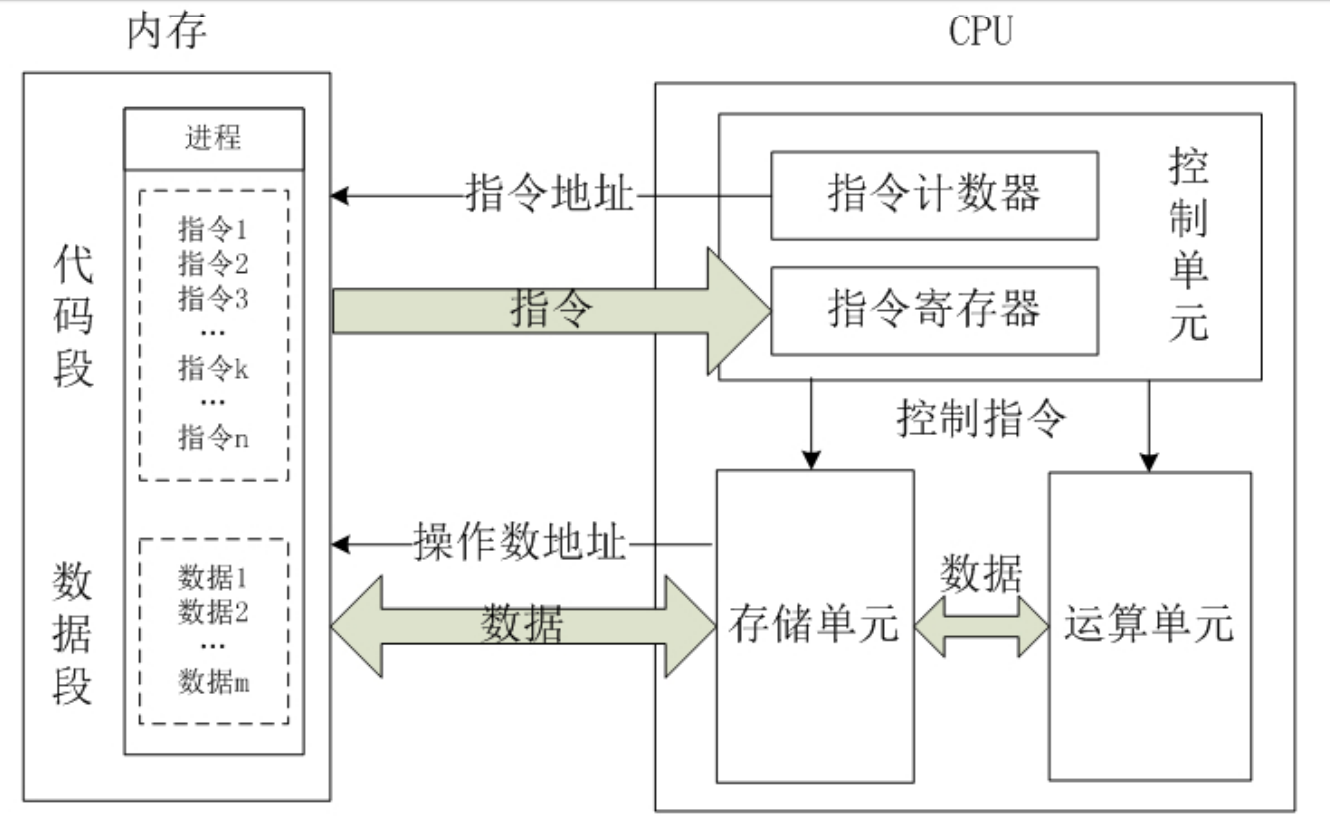 内存
CPU
进程
代码段
指令1
指令2
指令3
…
指令k
…
指令n
数据段
数据1
数据2
…
数据m
指令地址
指令
操作数地址
数据
指令计数器
指令寄存器
控制单元
控制指令
存储单元
数据
运算单元